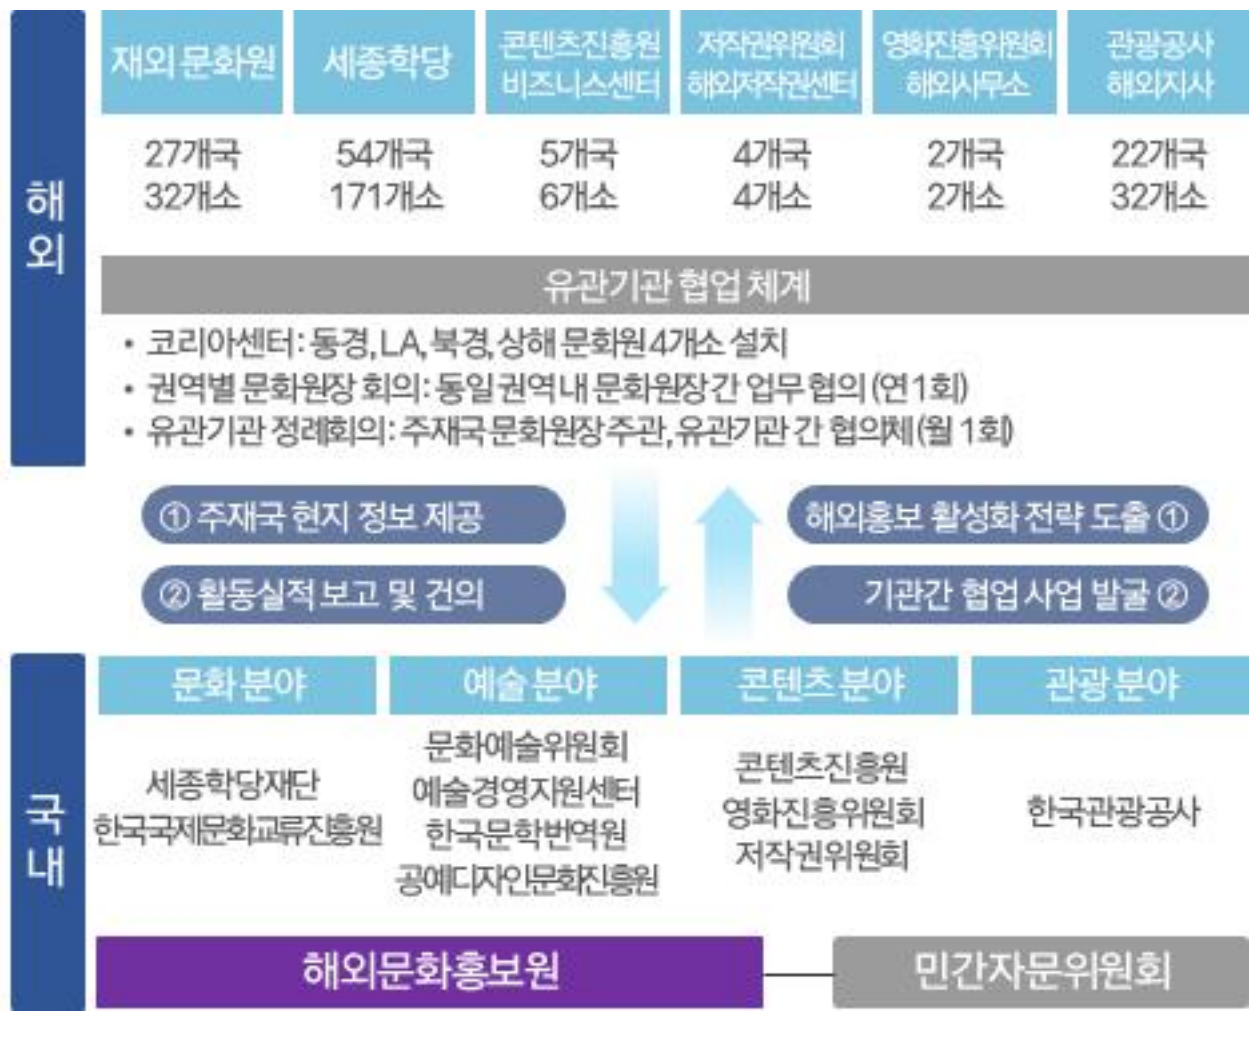 해외
재외 문화원
세종학당
콘텐츠진흥원
비즈니스센터
저작권위원회
해외저작권센터
영화진흥위원회
해외사무소
관광공사
해외지사
27개국
32개소
54개국
171개소
5개국
6개소
4개국
4개소
2개국
2개소
22개국
32개소
유관기관 협업 체계
• 코리아센터 : 동경, LA, 북경, 상해 문화원 4개소 설치
• 권역별 문화원장 회의 : 동일 권역 내 문화원장 간 업무 협의 (연 1회)
• 유관기관 정례회의 : 주재국 문화원장 주관, 유관기관 간 협의체 (월 1회)
① 주재국 현지 정보 제공
② 활동실적 보고 및 건의
해외홍보 활성화 전략 도출 ①
기관간 협업 사업 발굴 ②
국내
문화 분야
세종학당재단
한국국제문화교류진흥원
예술 분야
문화예술위원회
예술경영지원센터
한국문학번역원
공예디자인문화진흥원
콘텐츠 분야
콘텐츠진흥원
영화진흥위원회
저작권위원회
관광 분야
한국관광공사
해외문화홍보원
민간자문위원회